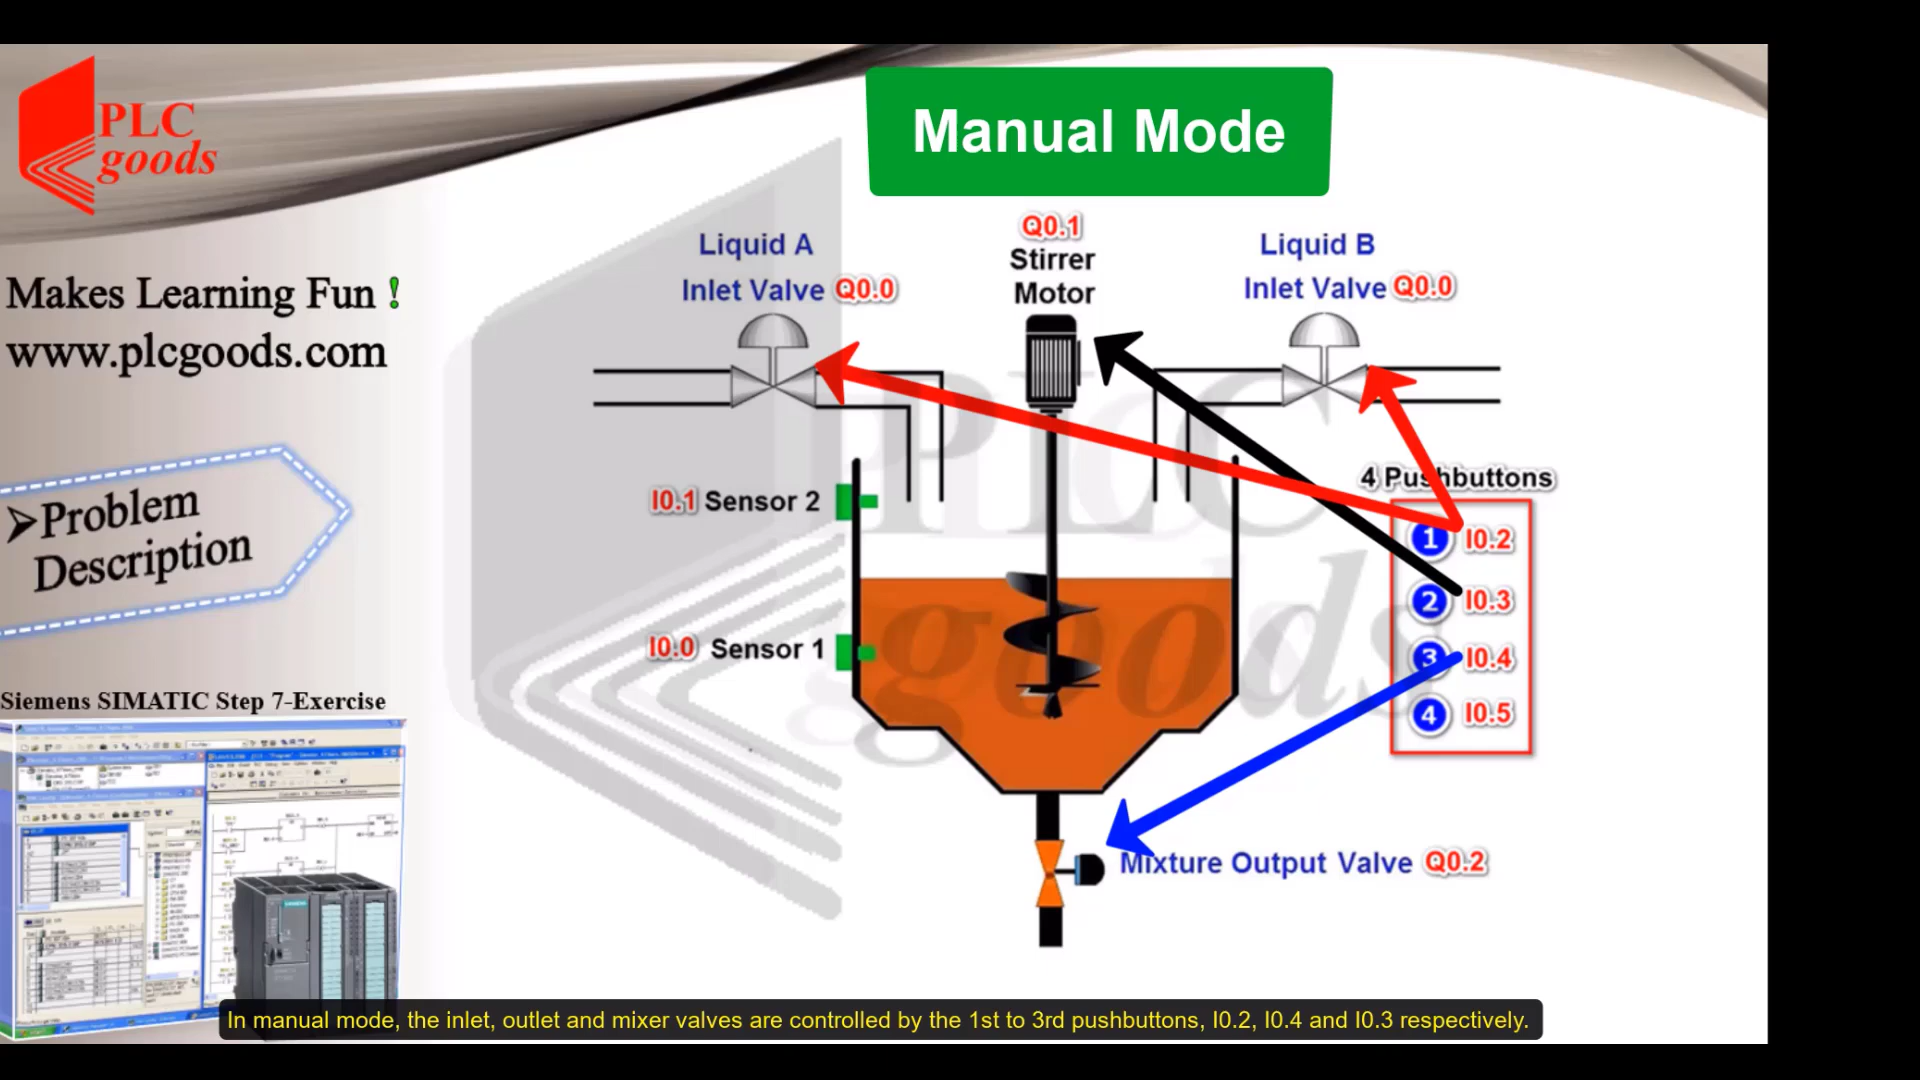 PLC
goods
Manual Mode
Makes Learning Fun !
www.plcgoods.com
Problem
Description
Siemens SIMATIC Step 7-Exercise
Liquid A
Inlet Valve Q0.0
Q0.1
Stirrer
Motor
Liquid B
Inlet Valve Q0.0
I0.1 Sensor 2
I0.0 Sensor 1
4 Pushbuttons
1 I0.2
2 I0.3
3 I0.4
4 I0.5
Mixture Output Valve Q0.2
PLC
goods
In manual mode, the inlet, outlet and mixer valves are controlled by the 1st to 3rd pushbuttons, I0.2, I0.4 and I0.3 respectively.